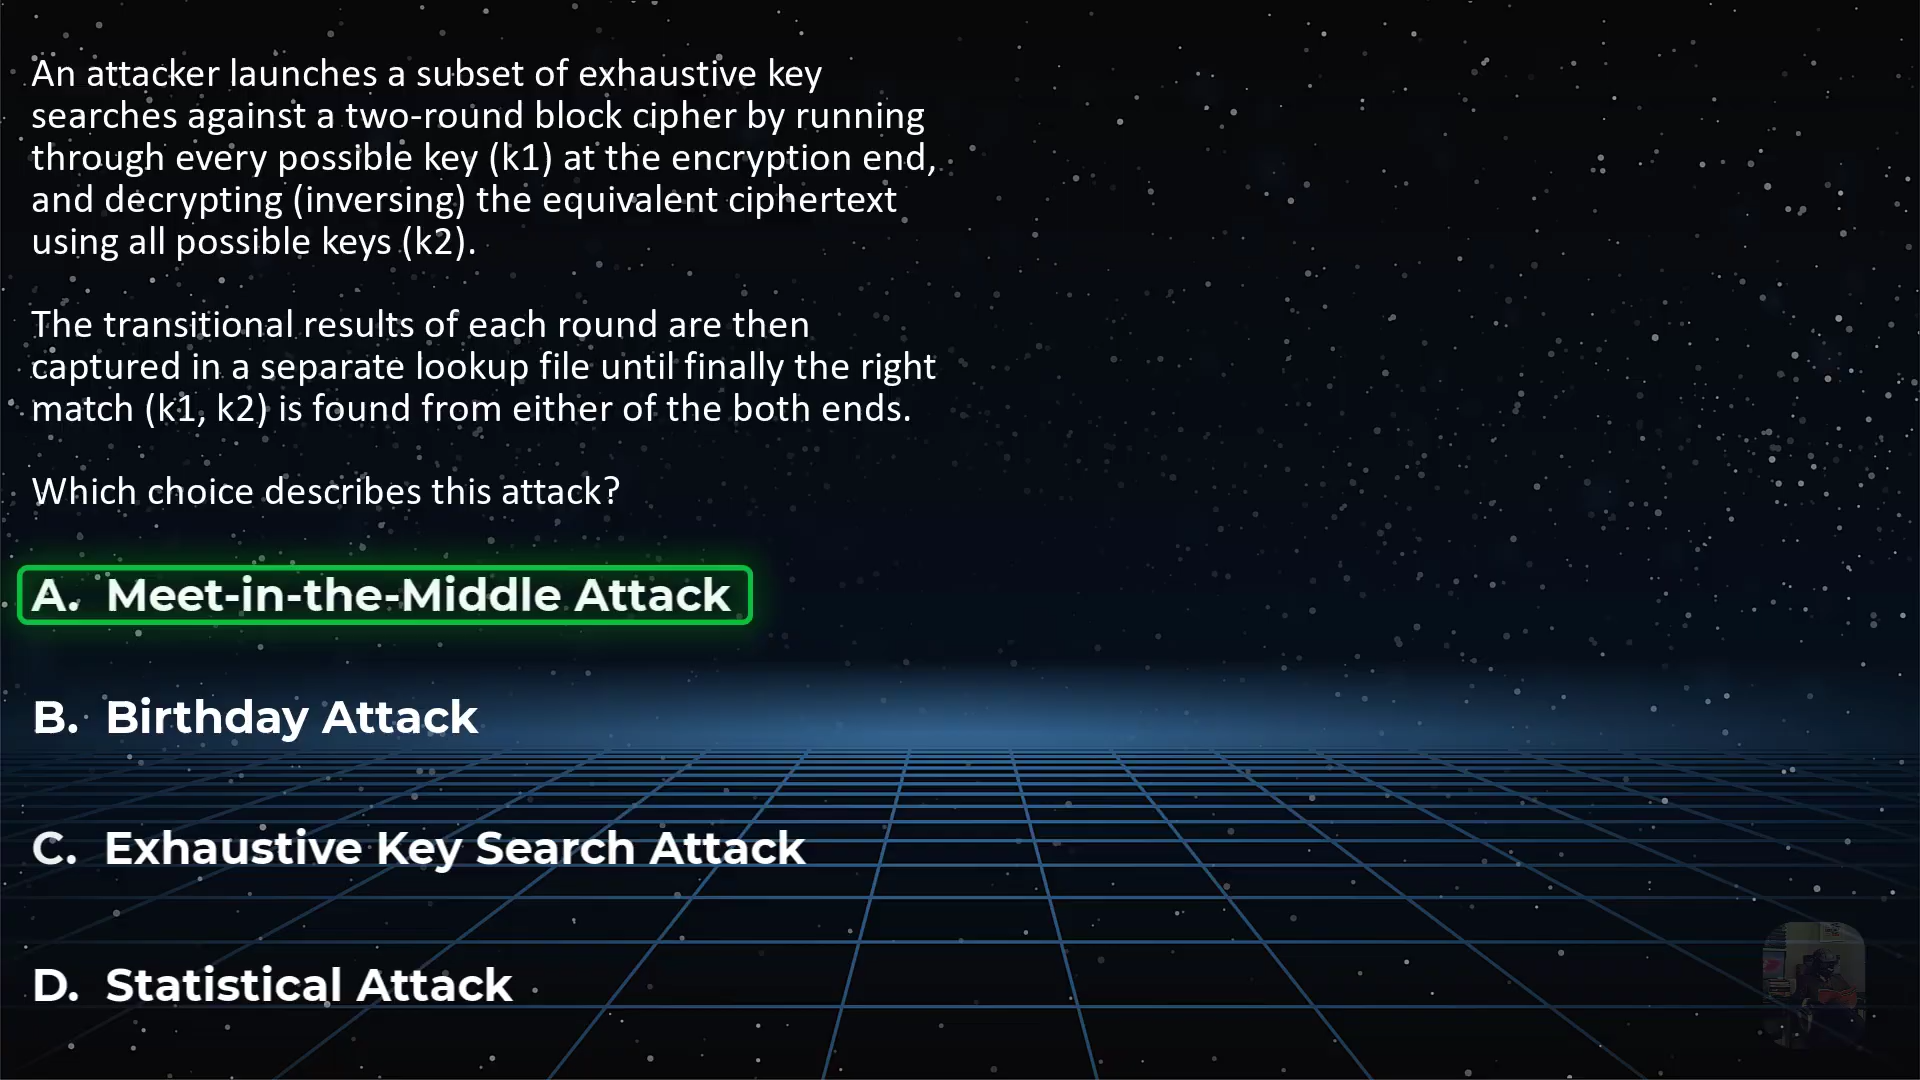 An attacker launches a subset of exhaustive key
searches against a two-round block cipher by running
through every possible key (k1) at the encryption end,
and decrypting (inversing) the equivalent ciphertext
using all possible keys (k2).
The transitional results of each round are then
captured in a separate lookup file until finally the right
match (k1, k2) is found from either of the both ends.
Which choice describes this attack?
A. Meet-in-the-Middle Attack
B. Birthday Attack
C. Exhaustive Key Search Attack
D. Statistical Attack